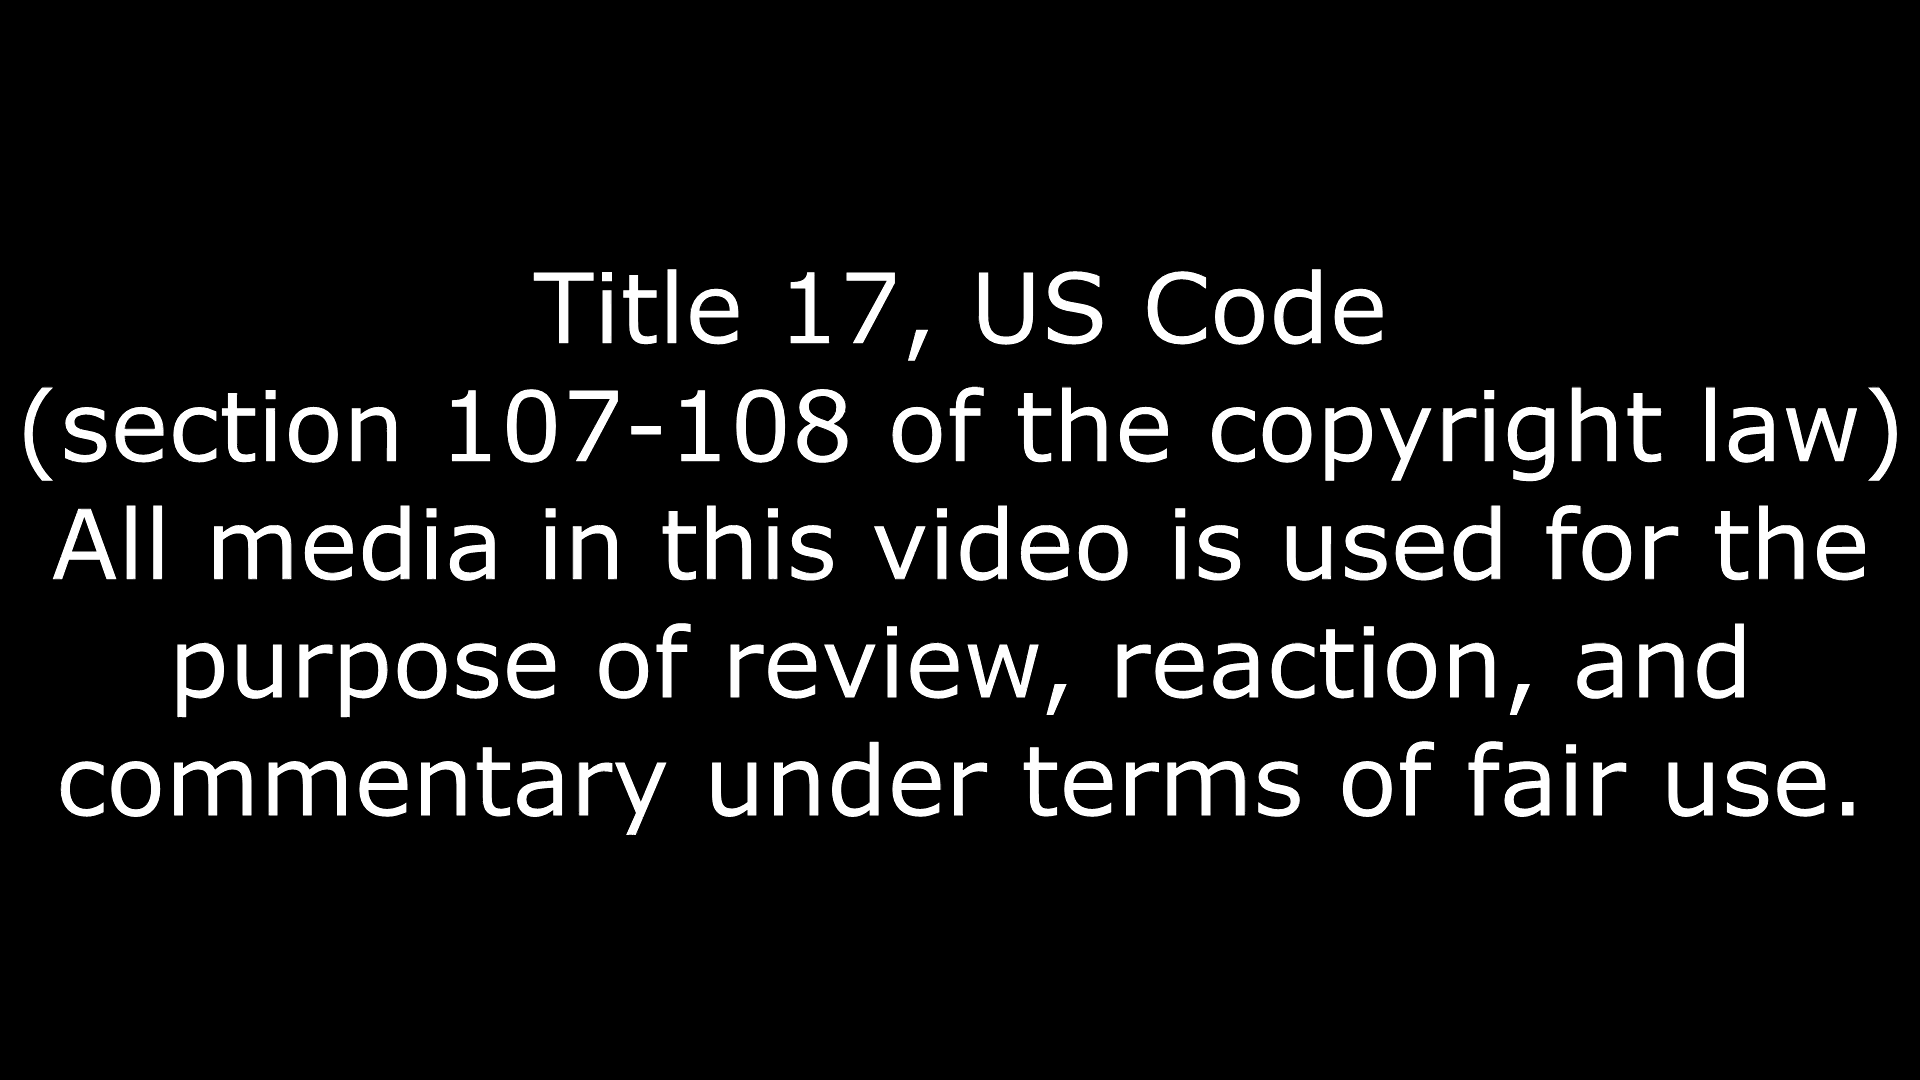 Title 17, US Code
(section 107-108 of the copyright law)
All media in this video is used for the
purpose of review, reaction, and
commentary under terms of fair use.